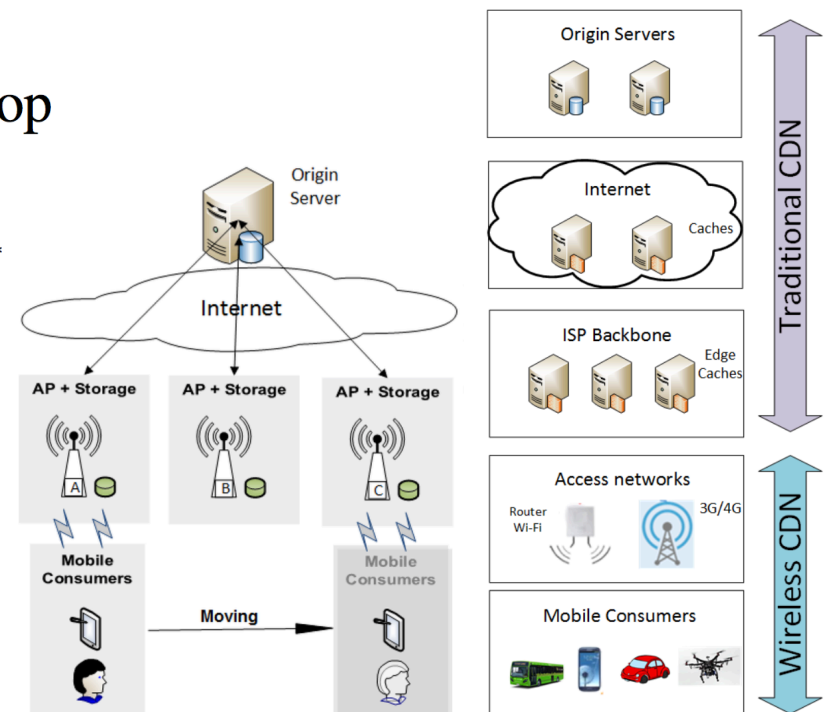 op
Origin
Server
Internet
AP + Storage
AP + Storage
AP + Storage
A
B
C
Mobile
Consumers
Moving
Mobile
Consumers
Origin Servers
Internet
Caches
ISP Backbone
Edge
Caches
Access networks
Router
Wi-Fi
3G/4G
Mobile Consumers
Traditional CDN
Wireless CDN